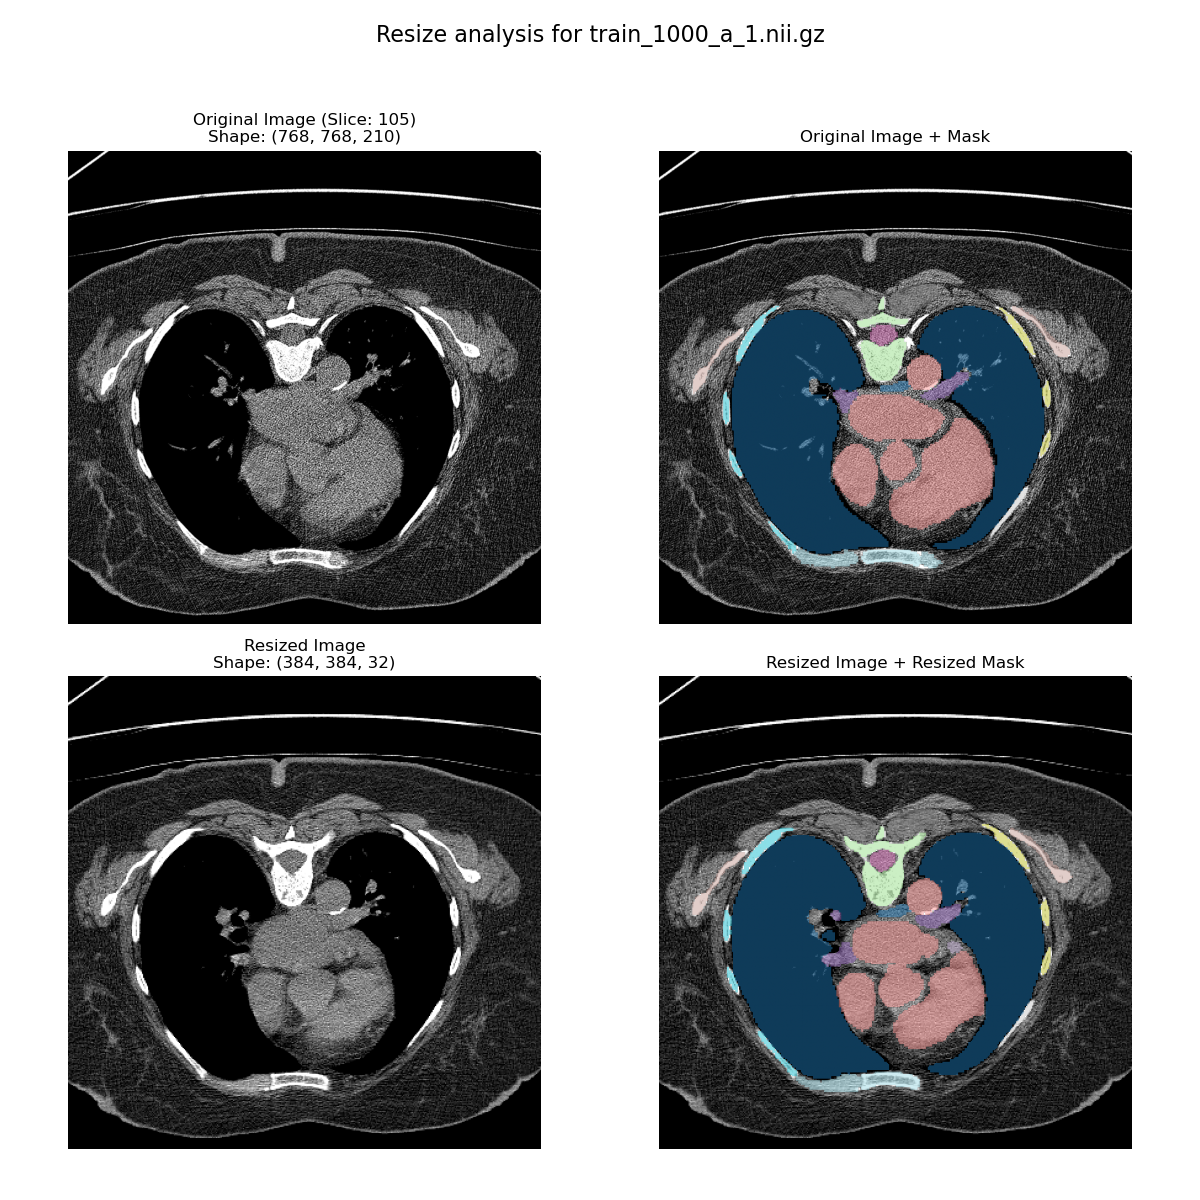 Resize analysis for train_1000_a_1.nii.gz
Original Image (Slice: 105)
Shape: (768, 768, 210)
Original Image + Mask
Resized Image
Shape: (384, 384, 32)
Resized Image + Resized Mask